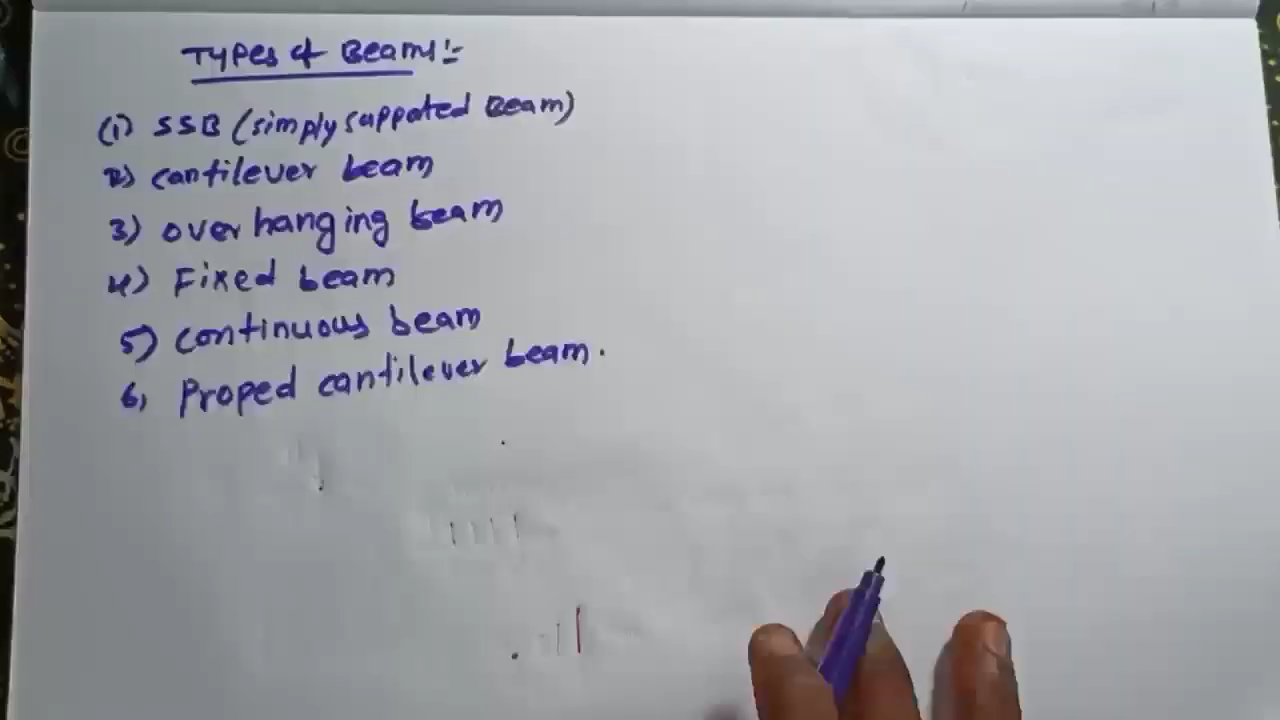 Types of Beams:-
(1) SSB (simply suppoted Beam)
2) cantilever beam
3) over hanging beam
4) Fixed beam
5) continuous beam
6, Proped cantilever beam.